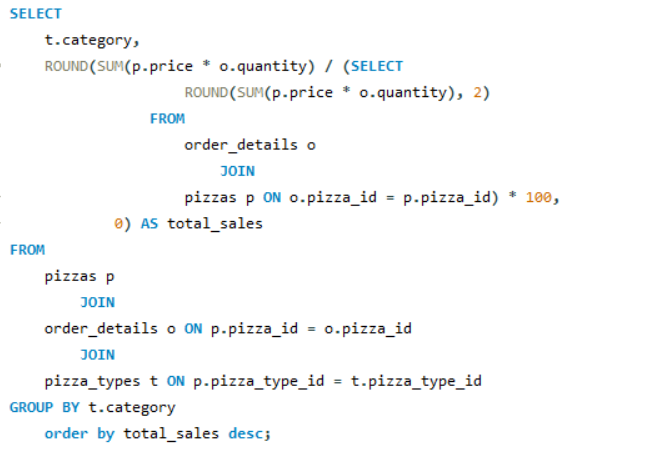 SELECT
t.category,
ROUND(SUM(p.price * o.quantity) / (SELECT
ROUND(SUM(p.price * o.quantity), 2)
FROM
order_details o
JOIN
pizzas p ON o.pizza_id = p.pizza_id) * 100,
0) AS total_sales
FROM
pizzas p
JOIN
order_details o ON p.pizza_id = o.pizza_id
JOIN
pizza_types t ON p.pizza_type_id = t.pizza_type_id
GROUP BY t.category
order by total_sales desc;